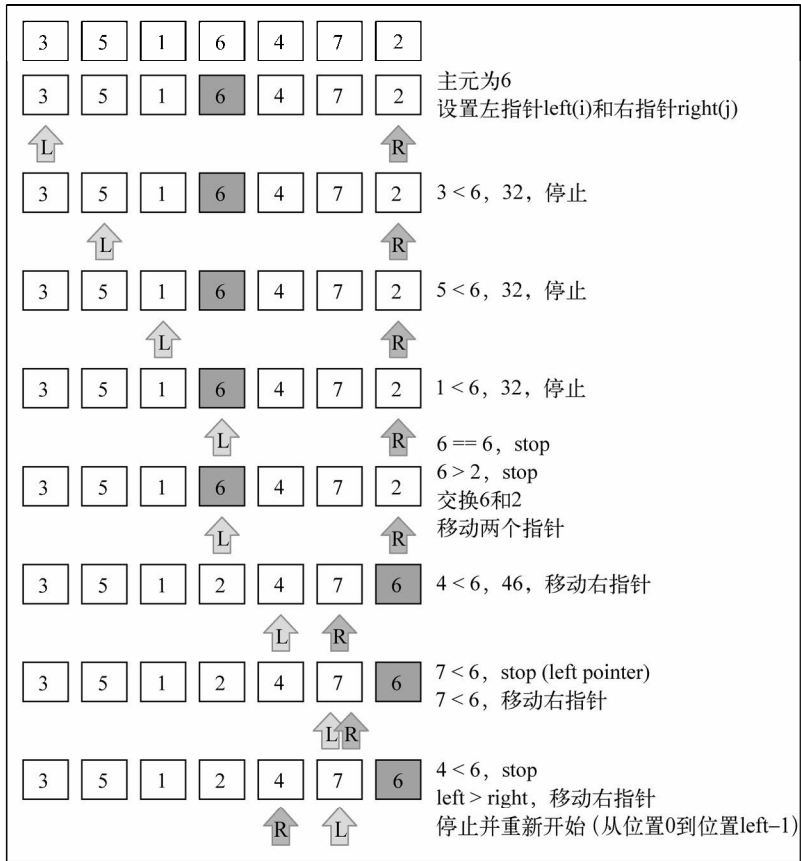 3 5 1 6 4 7 2
3 5 1 6 4 7 2
主元为6
设置左指针left(i)和右指针right(j)
L R
3 5 1 6 4 7 2
3 < 6，32，停止
L R
3 5 1 6 4 7 2
5 < 6，32，停止
L R
3 5 1 6 4 7 2
1 < 6，32，停止
L R
3 5 1 6 4 7 2
6 == 6，stop
6 > 2，stop
交换6和2
移动两个指针
L R
3 5 1 2 4 7 6
4 < 6，46，移动右指针
L R
3 5 1 2 4 7 6
7 < 6，stop (left pointer)
7 < 6，移动右指针
L R
3 5 1 2 4 7 6
4 < 6，stop
left > right，移动右指针
停止并重新开始 (从位置0到位置left−1)
R L